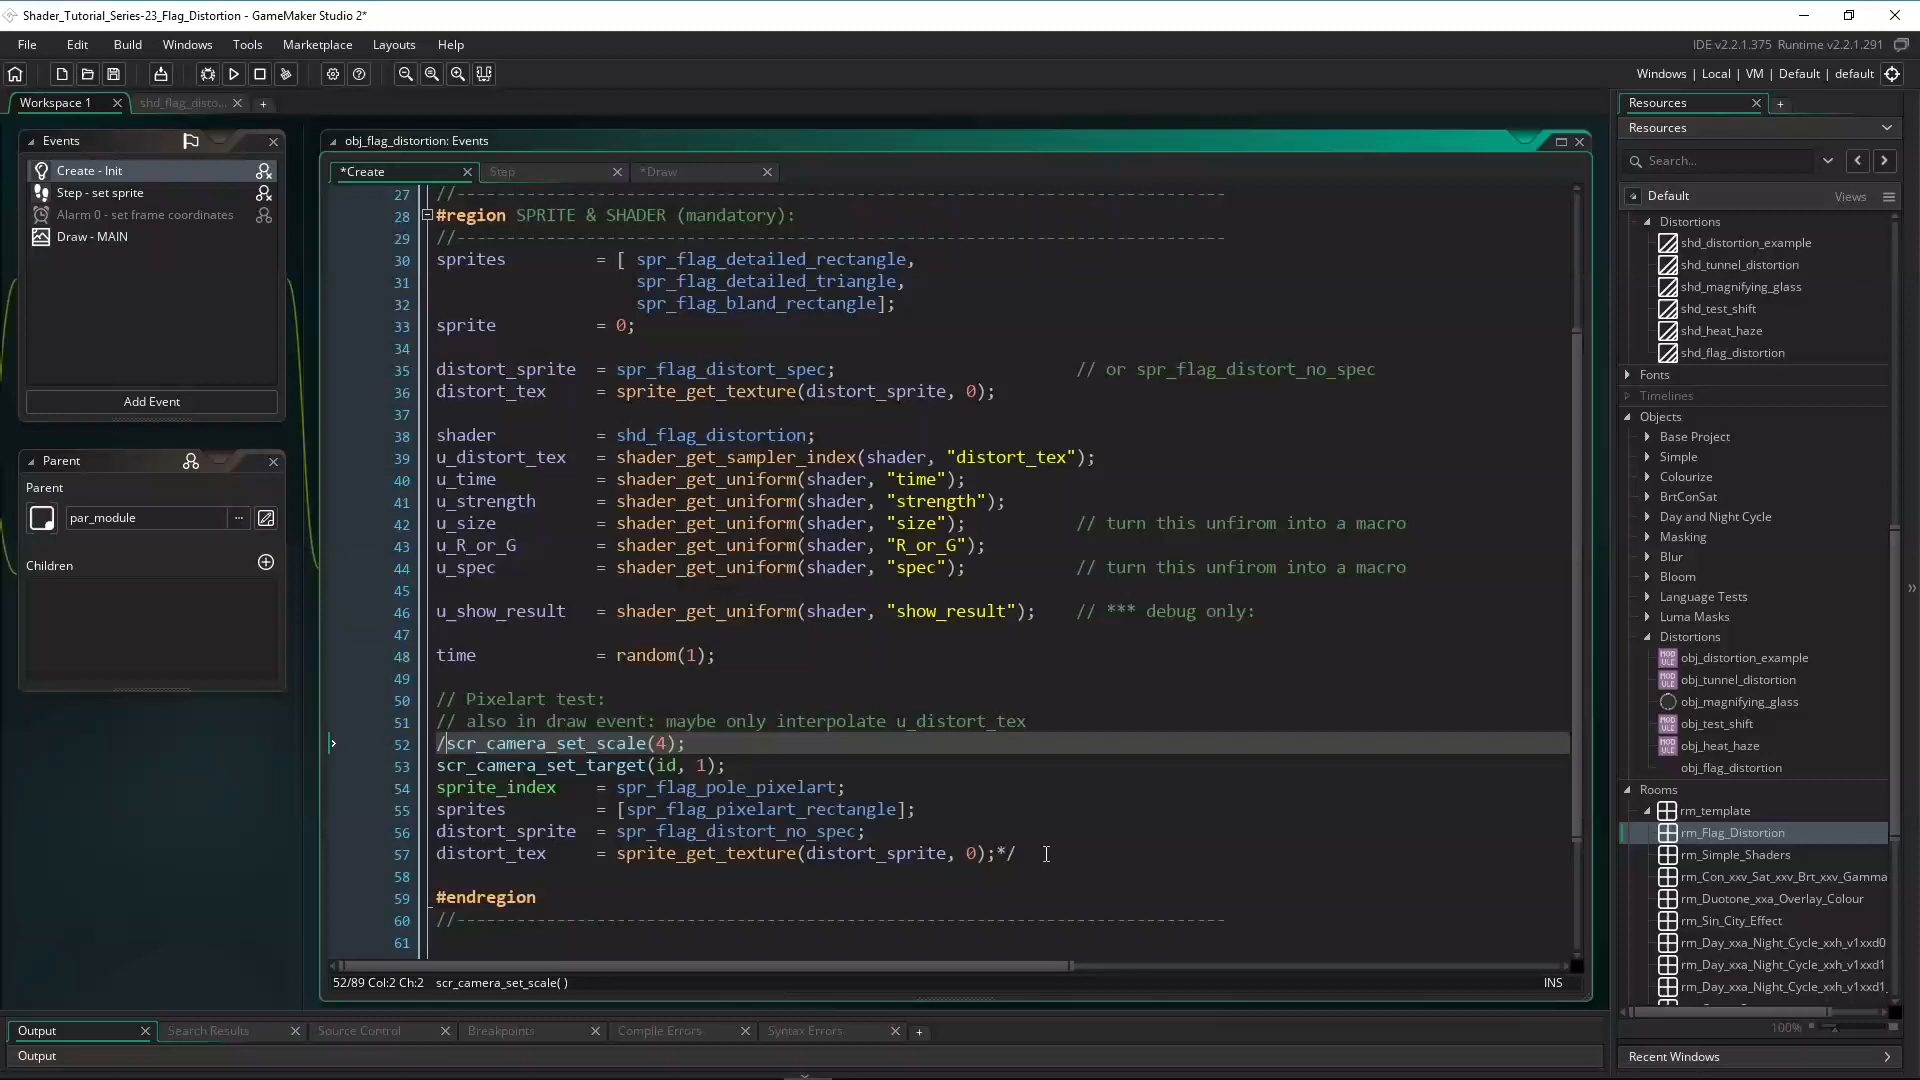 Shader_Tutorial_Series-23_Flag_Distortion - GameMaker Studio 2*
File Edit Build Windows Tools Marketplace Layouts Help
IDE v2.2.1.375 Runtime v2.2.1.291
Windows | Local | VM | Default | default
Workspace 1
shd_flag_disto...
Events
Create - Init
Step - set sprite
Alarm 0 - set frame coordinates
Draw - MAIN
Add Event
Parent
Parent
par_module
...
Children
obj_flag_distortion: Events
*Create
Step
*Draw
27 //-----------------------------------------------------------------------------
28 #region SPRITE & SHADER (mandatory):
29 //-----------------------------------------------------------------------------
30 sprites = [ spr_flag_detailed_rectangle,
31 spr_flag_detailed_triangle,
32 spr_flag_bland_rectangle];
33 sprite = 0;
34
35 distort_sprite = spr_flag_distort_spec; // or spr_flag_distort_no_spec
36 distort_tex = sprite_get_texture(distort_sprite, 0);
37
38 shader = shd_flag_distortion;
39 u_distort_tex = shader_get_sampler_index(shader, "distort_tex");
40 u_time = shader_get_uniform(shader, "time");
41 u_strength = shader_get_uniform(shader, "strength");
42 u_size = shader_get_uniform(shader, "size"); // turn this unfirom into a macro
43 u_R_or_G = shader_get_uniform(shader, "R_or_G");
44 u_spec = shader_get_uniform(shader, "spec"); // turn this unfirom into a macro
45
46 u_show_result = shader_get_uniform(shader, "show_result"); // *** debug only:
47
48 time = random(1);
49
50 // Pixelart test:
51 // also in draw event: maybe only interpolate u_distort_tex
52 /scr_camera_set_scale(4);
53 scr_camera_set_target(id, 1);
54 sprite_index = spr_flag_pole_pixelart;
55 sprites = [spr_flag_pixelart_rectangle];
56 distort_sprite = spr_flag_distort_no_spec;
57 distort_tex = sprite_get_texture(distort_sprite, 0);*/
58
59 #endregion
60 //-----------------------------------------------------------------------------
61
52/89 Col:2 Ch:2 scr_camera_set_scale( )
INS
Output
Search Results
Source Control
Breakpoints
Compile Errors
Syntax Errors
Output
Resources
Resources
Search...
Default
Views
Distortions
shd_distortion_example
shd_tunnel_distortion
shd_magnifying_glass
shd_test_shift
shd_heat_haze
shd_flag_distortion
Fonts
Timelines
Objects
Base Project
Simple
Colourize
BrtConSat
Day and Night Cycle
Masking
Blur
Bloom
Language Tests
Luma Masks
Distortions
obj_distortion_example
obj_tunnel_distortion
obj_magnifying_glass
obj_test_shift
obj_heat_haze
obj_flag_distortion
Rooms
rm_template
rm_Flag_Distortion
rm_Simple_Shaders
rm_Con_xxv_Sat_xxv_Brt_xxv_Gamma
rm_Duotone_xxa_Overlay_Colour
rm_Sin_City_Effect
rm_Day_xxa_Night_Cycle_xxh_v1xxd0
rm_Day_xxa_Night_Cycle_xxh_v1xxd1
rm_Day_xxa_Night_Cycle_xxh_v1xxd1_
100%
Recent Windows